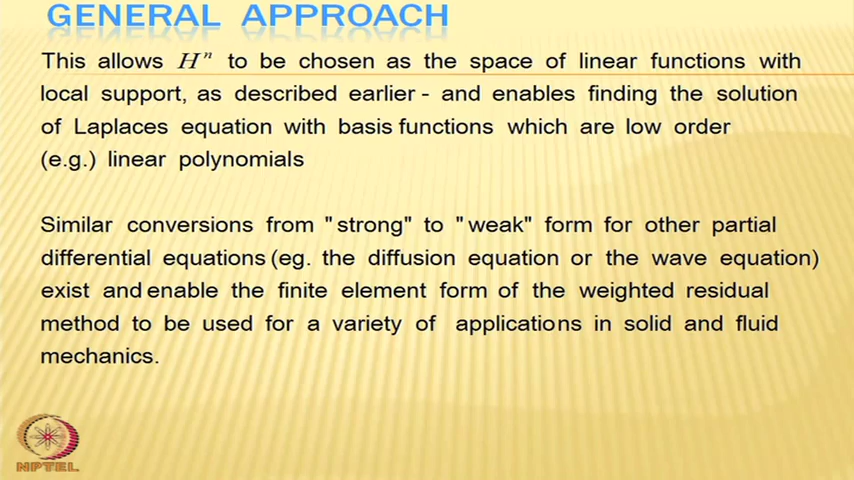 GENERAL APPROACH
This allows Hⁿ to be chosen as the space of linear functions with
local support, as described earlier - and enables finding the solution
of Laplaces equation with basis functions which are low order
(e.g.) linear polynomials
Similar conversions from "strong" to "weak" form for other partial
differential equations (eg. the diffusion equation or the wave equation)
exist and enable the finite element form of the weighted residual
method to be used for a variety of applications in solid and fluid
mechanics.
NPTEL